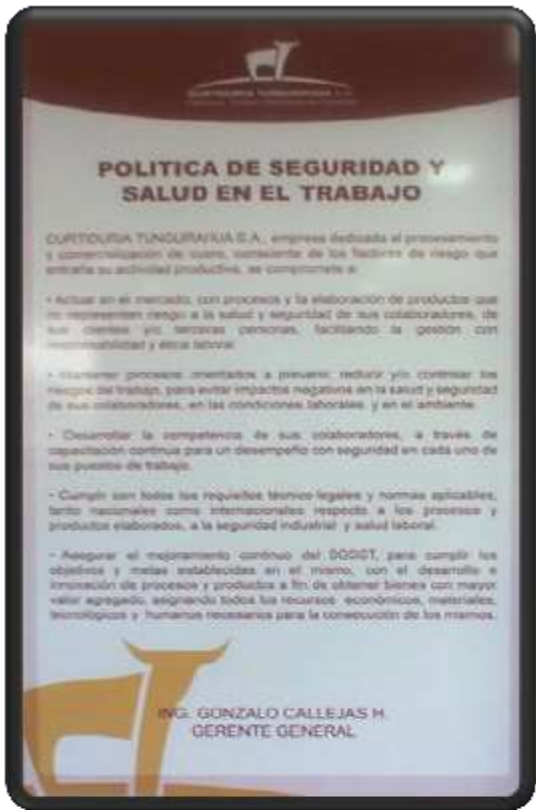 CURTIDURIA TUNGURAHUA S.A.
POLITICA DE SEGURIDAD Y
SALUD EN EL TRABAJO
CURTIDURIA TUNGURAHUA S.A., empresa dedicada al procesamiento
y comercialización de cuero, consciente de los factores de riesgo que
entraña su actividad productiva, se compromete a:
• Actuar en el mercado, con procesos y la elaboración de productos que
no representen riesgo a la salud y seguridad de sus colaboradores, de
sus clientes y/o terceras personas, facilitando la gestión con
responsabilidad y ética laboral.
• Mantener procesos orientados a prevenir, reducir y/o controlar los
riesgos del trabajo, para evitar impactos negativos en la salud y seguridad
de sus colaboradores, en las condiciones laborales y en el ambiente.
• Desarrollar la competencia de sus colaboradores, a través de
capacitación continua para un desempeño con seguridad en cada uno de
sus puestos de trabajo.
• Cumplir con todos los requisitos técnico-legales y normas aplicables,
tanto nacionales como internacionales respecto a los procesos y
productos elaborados, a la seguridad industrial y salud laboral.
• Asegurar el mejoramiento continuo del SGSST, para cumplir los
objetivos y metas establecidas en el mismo, con el desarrollo e
innovación de procesos y productos a fin de obtener bienes con mayor
valor agregado, asignando todos los recursos económicos, materiales,
tecnológicos y humanos necesarios para la consecución de los mismos.
ING. GONZALO CALLEJAS H.
GERENTE GENERAL